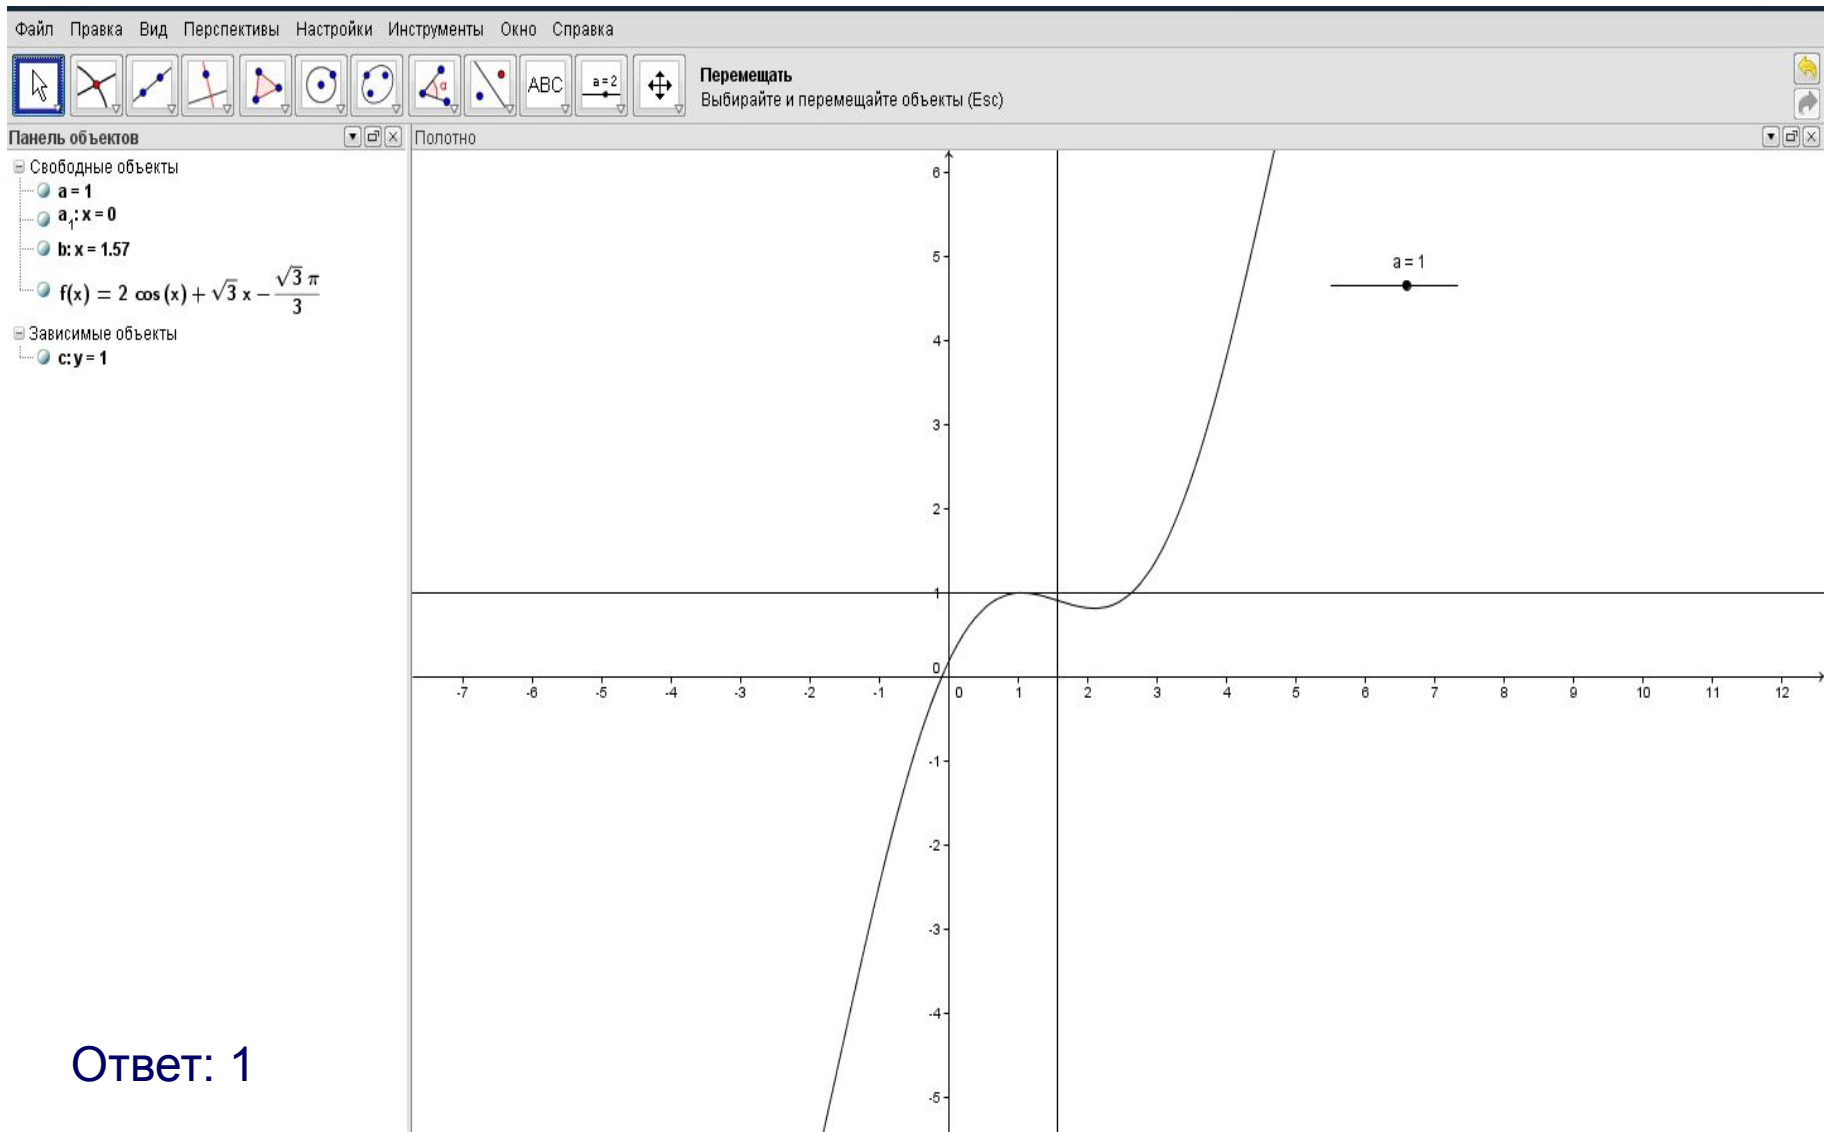 Файл Правка Вид Перспективы Настройки Инструменты Окно Справка
ABC
a = 2
Перемещать
Выбирайте и перемещайте объекты (Esc)
Панель объектов
Полотно
Свободные объекты
a = 1
a₁: x = 0
b: x = 1.57
f(x) = 2 cos (x) + √3 x − √3 π / 3
Зависимые объекты
c: y = 1
a = 1
6
5
4
3
2
1
0
-7 -6 -5 -4 -3 -2 -1 0 1 2 3 4 5 6 7 8 9 10 11 12
-1
-2
-3
-4
-5
Ответ: 1